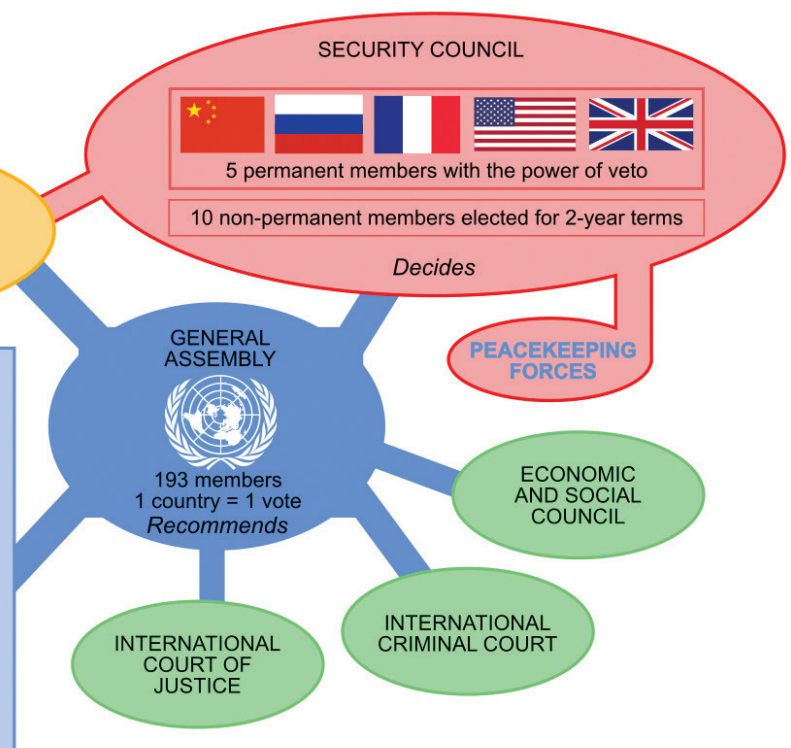 SECURITY COUNCIL
5 permanent members with the power of veto
10 non-permanent members elected for 2-year terms
Decides
PEACEKEEPING
FORCES
GENERAL
ASSEMBLY
193 members
1 country = 1 vote
Recommends
ECONOMIC
AND SOCIAL
COUNCIL
INTERNATIONAL
CRIMINAL COURT
INTERNATIONAL
COURT OF
JUSTICE